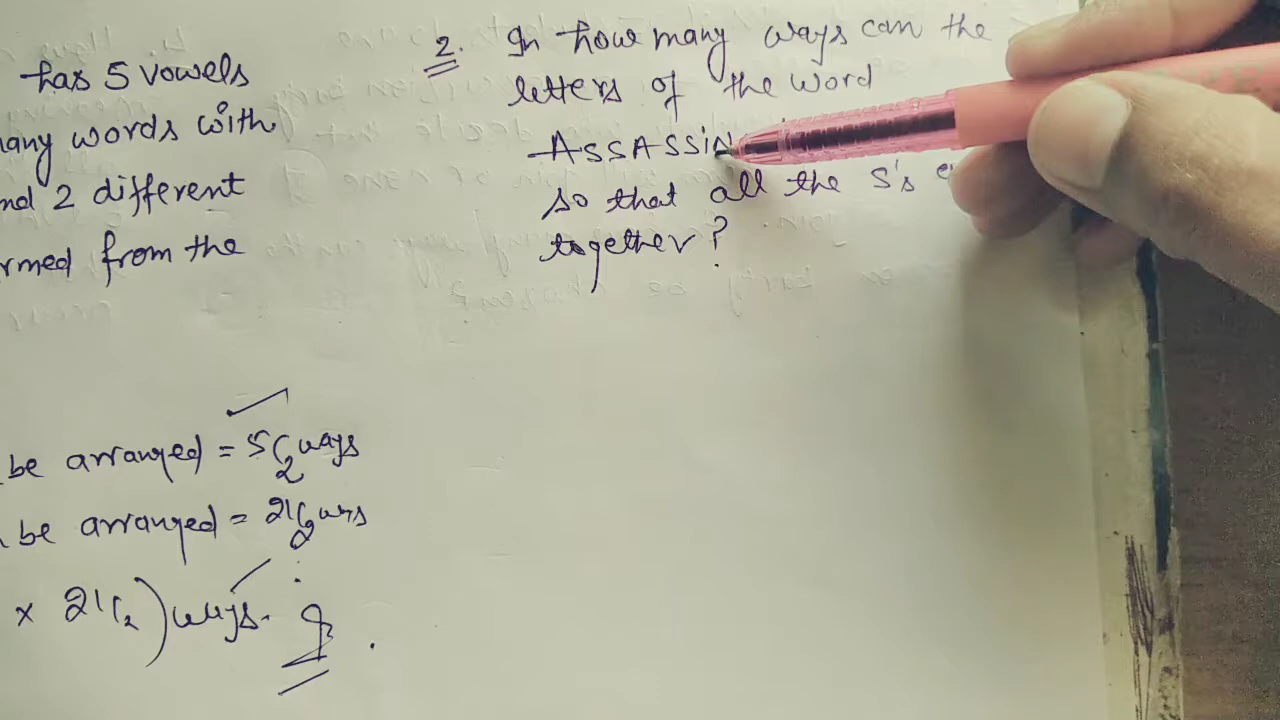 has 5 vowels
any words with
nd 2 different
rmed from the
be arranged = 5C2 ways
be arranged = 21C2 ways
x 21C2) ways.
2. In how many ways can the
letters of the word
ASSASSIN
so that all the S's
together?